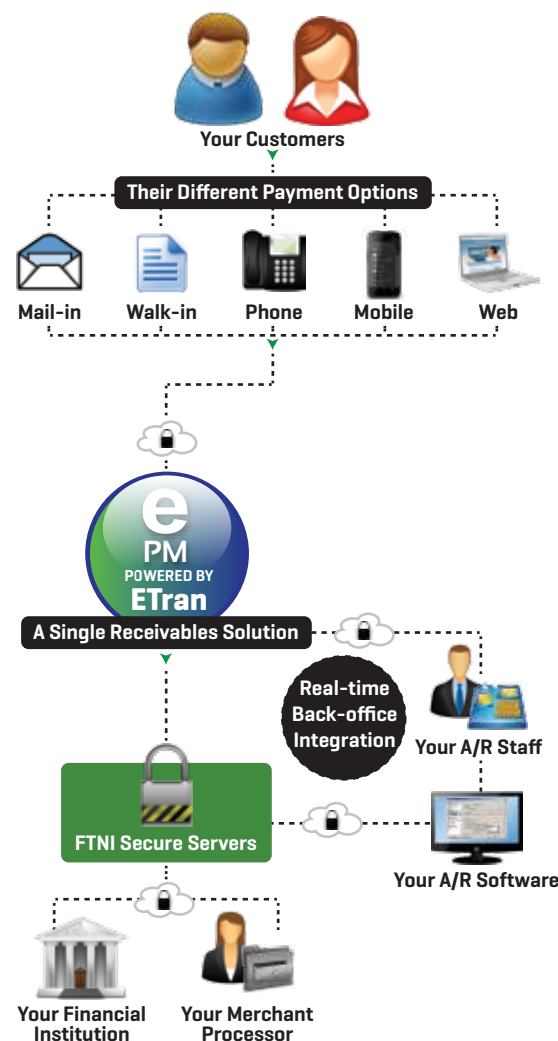 Your Customers
Their Different Payment Options
Mail-in Walk-in Phone Mobile Web
e
PM
POWERED BY
ETran
A Single Receivables Solution
Real-time
Back-office
Integration
Your A/R Staff
FTNI Secure Servers
Your A/R Software
Your Financial
Institution
Your Merchant
Processor